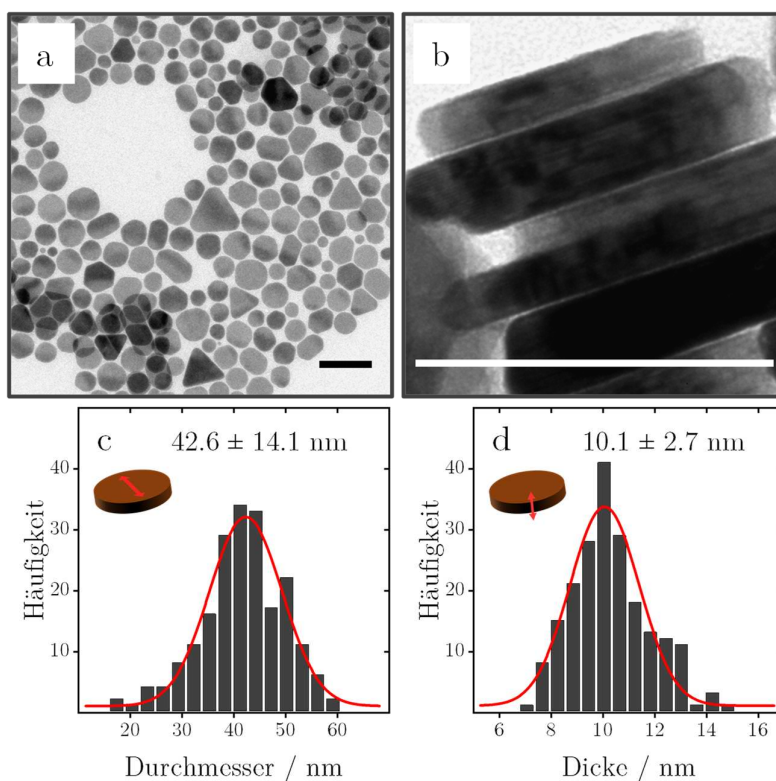 a
b
c
42.6 ± 14.1 nm
Häufigkeit
40
30
20
10
20
30
40
50
60
Durchmesser / nm
d
10.1 ± 2.7 nm
Häufigkeit
40
30
20
10
6
8
10
12
14
16
Dicke / nm